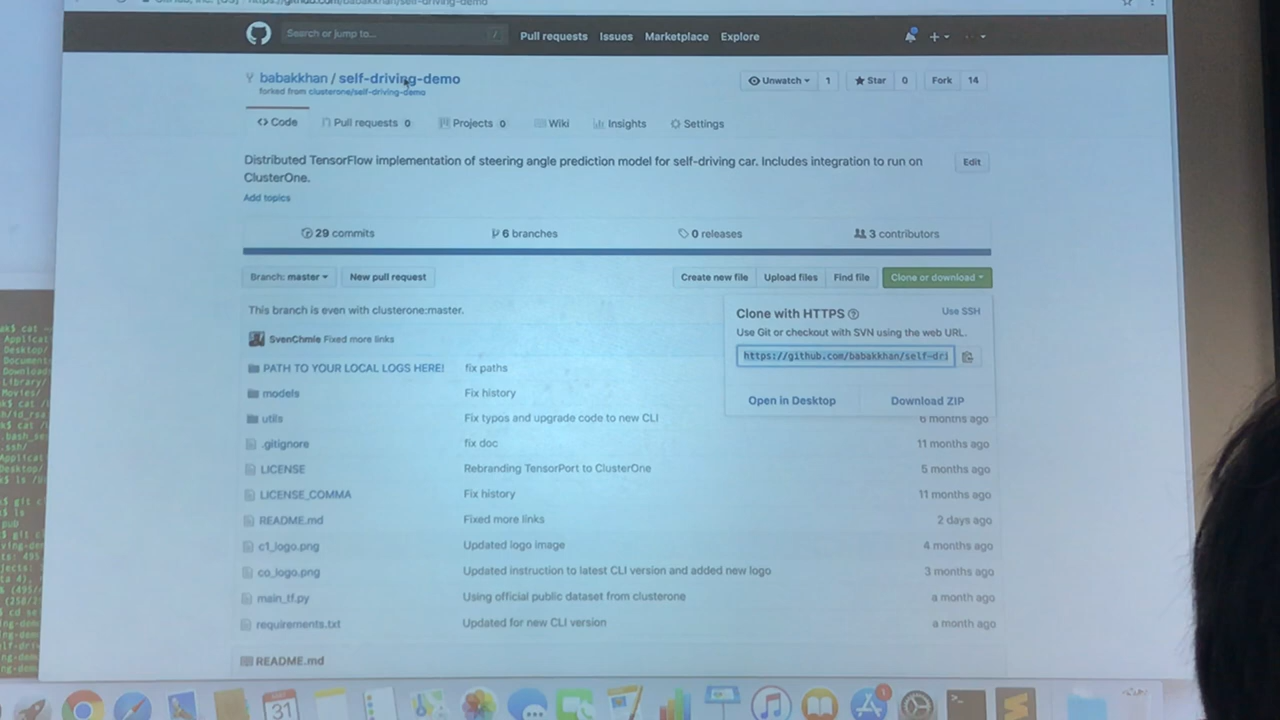 Search or jump to... /
Pull requests Issues Marketplace Explore
babakkhan / self-driving-demo
forked from clusterone/self-driving-demo
Unwatch 1 Star 0 Fork 14
Code Pull requests 0 Projects 0 Wiki Insights Settings
Distributed TensorFlow implementation of steering angle prediction model for self-driving car. Includes integration to run on
ClusterOne.
Edit
Add topics
29 commits 6 branches 0 releases 3 contributors
Branch: master New pull request Create new file Upload files Find file Clone or download
This branch is even with clusterone:master.
Clone with HTTPS Use SSH
Use Git or checkout with SVN using the web URL.
https://github.com/babakkhan/self-dri
Open in Desktop Download ZIP
SvenChmie Fixed more links
PATH TO YOUR LOCAL LOGS HERE! fix paths
models Fix history
utils Fix typos and upgrade code to new CLI 6 months ago
.gitignore fix doc 11 months ago
LICENSE Rebranding TensorPort to ClusterOne 5 months ago
LICENSE_COMMA Fix history 11 months ago
README.md Fixed more links 2 days ago
c1_logo.png Updated logo image 4 months ago
co_logo.png Updated instruction to latest CLI version and added new logo 3 months ago
main_tf.py Using official public dataset from clusterone a month ago
requirements.txt Updated for new CLI version a month ago
README.md
31
1